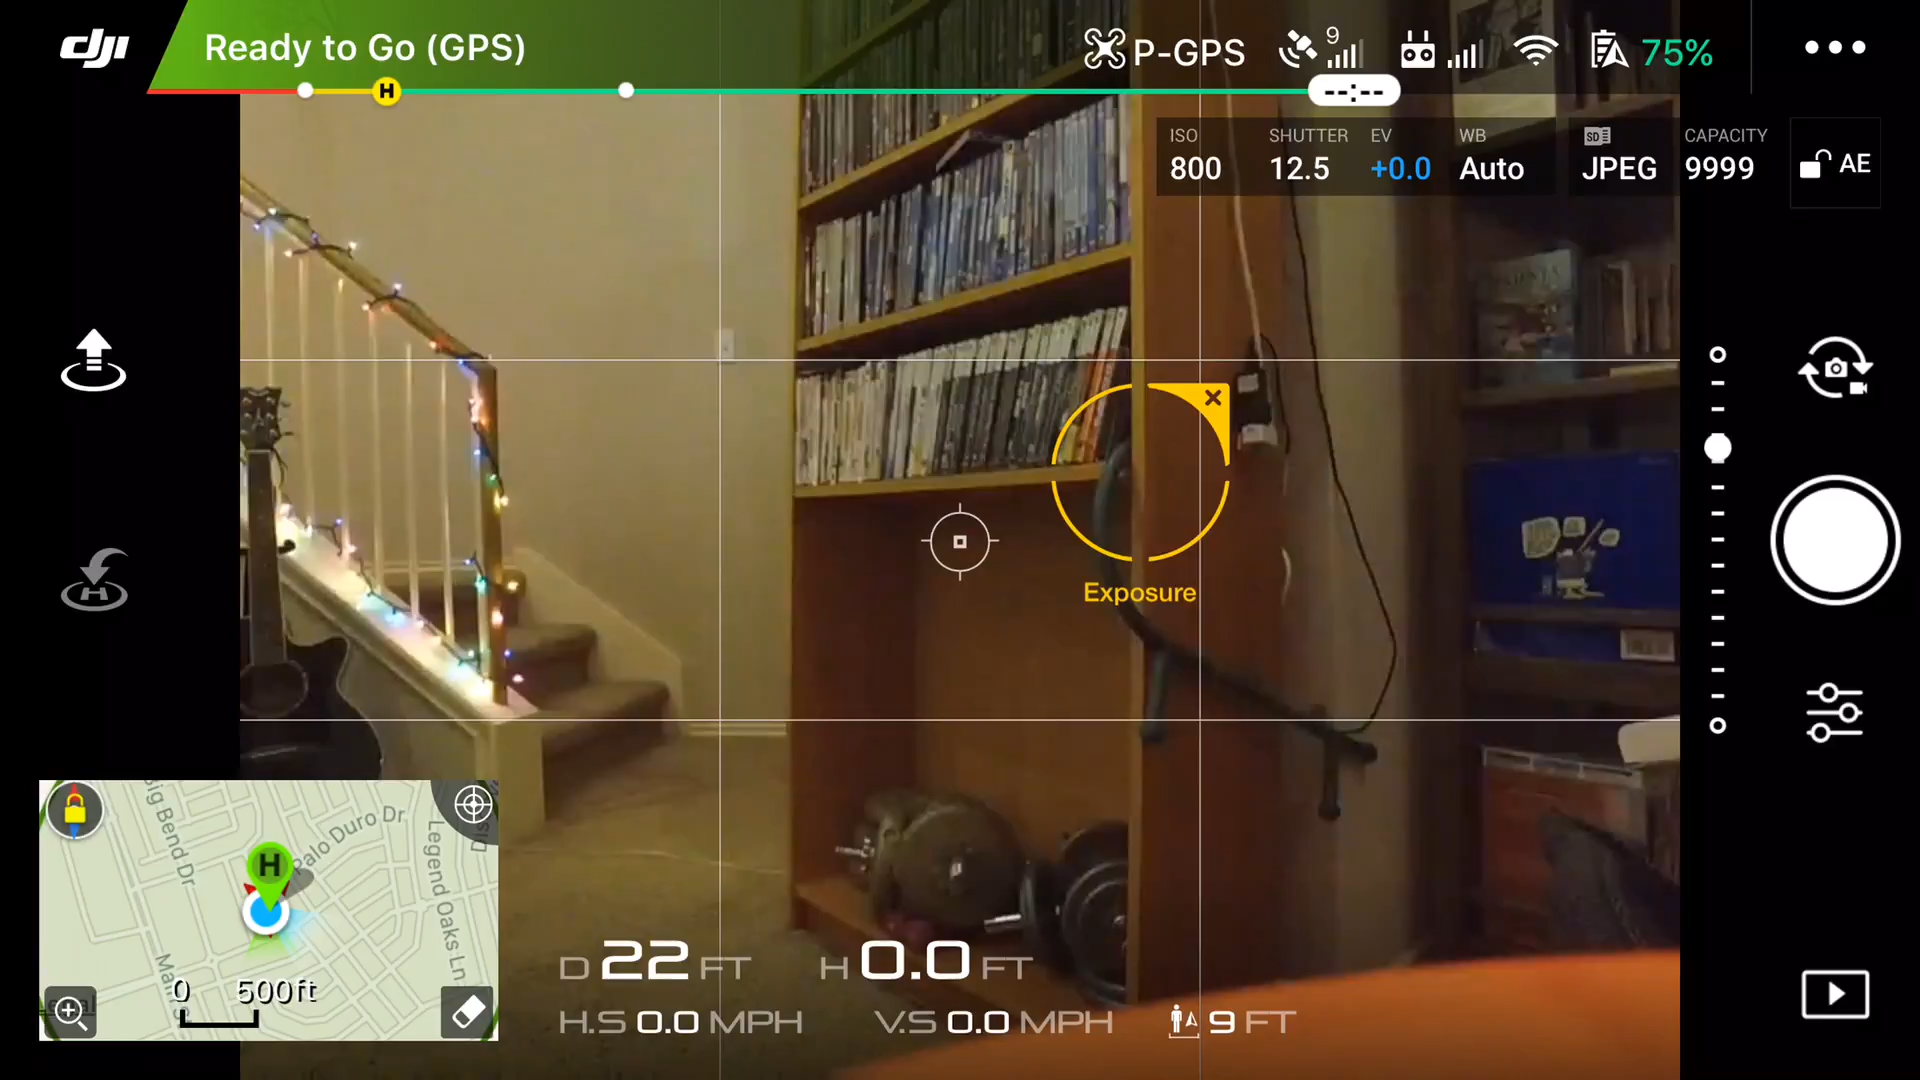 dji
Ready to Go (GPS)
P-GPS
9
75%
H
--:--
ISO
800
SHUTTER
12.5
EV
+0.0
WB
Auto
SD
JPEG
CAPACITY
9999
AE
Exposure
H
Big Bend Dr
Palo Duro Dr
Legend Oaks Ln
H
0 500ft
D 22 FT H 0.0 FT
H.S 0.0 MPH V.S 0.0 MPH 9 FT